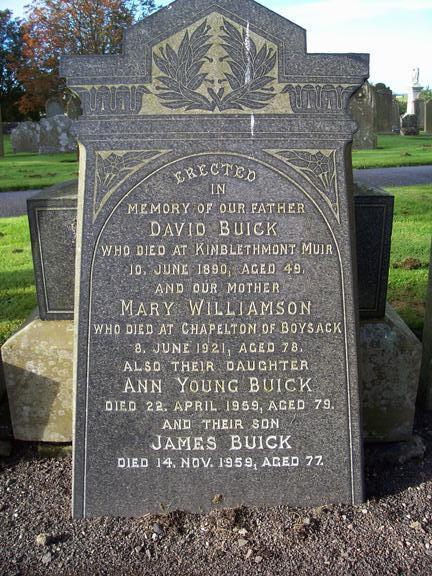 ERECTED
IN
MEMORY OF OUR FATHER
DAVID BUICK
WHO DIED AT KINBLETHMONT MUIR
10. JUNE 1890, AGED 49.
AND OUR MOTHER
MARY WILLIAMSON
WHO DIED AT CHAPELTON OF BOYSACK
8. JUNE 1921, AGED 78.
ALSO THEIR DAUGHTER
ANN YOUNG BUICK
DIED 22. APRIL 1959, AGED 79.
AND THEIR SON
JAMES BUICK
DIED 14. NOV. 1959, AGED 77.